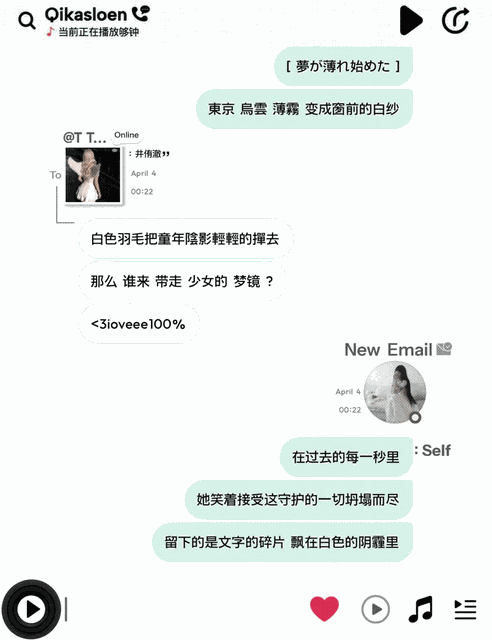 Qikasloen
当前正在播放够钟
[ 夢が薄れ始めた ]
東京 烏雲 薄霧 变成窗前的白纱
@T T...
Online
：井侑澈”
To
April 4
00:22
白色羽毛把童年陰影輕輕的撣去
那么 谁来 带走 少女的 梦镜 ?
<3ioveee100%
New Email
April 4
00:22
: Self
在过去的每一秒里
她笑着接受这守护的一切坍塌而尽
留下的是文字的碎片 飘在白色的阴霾里